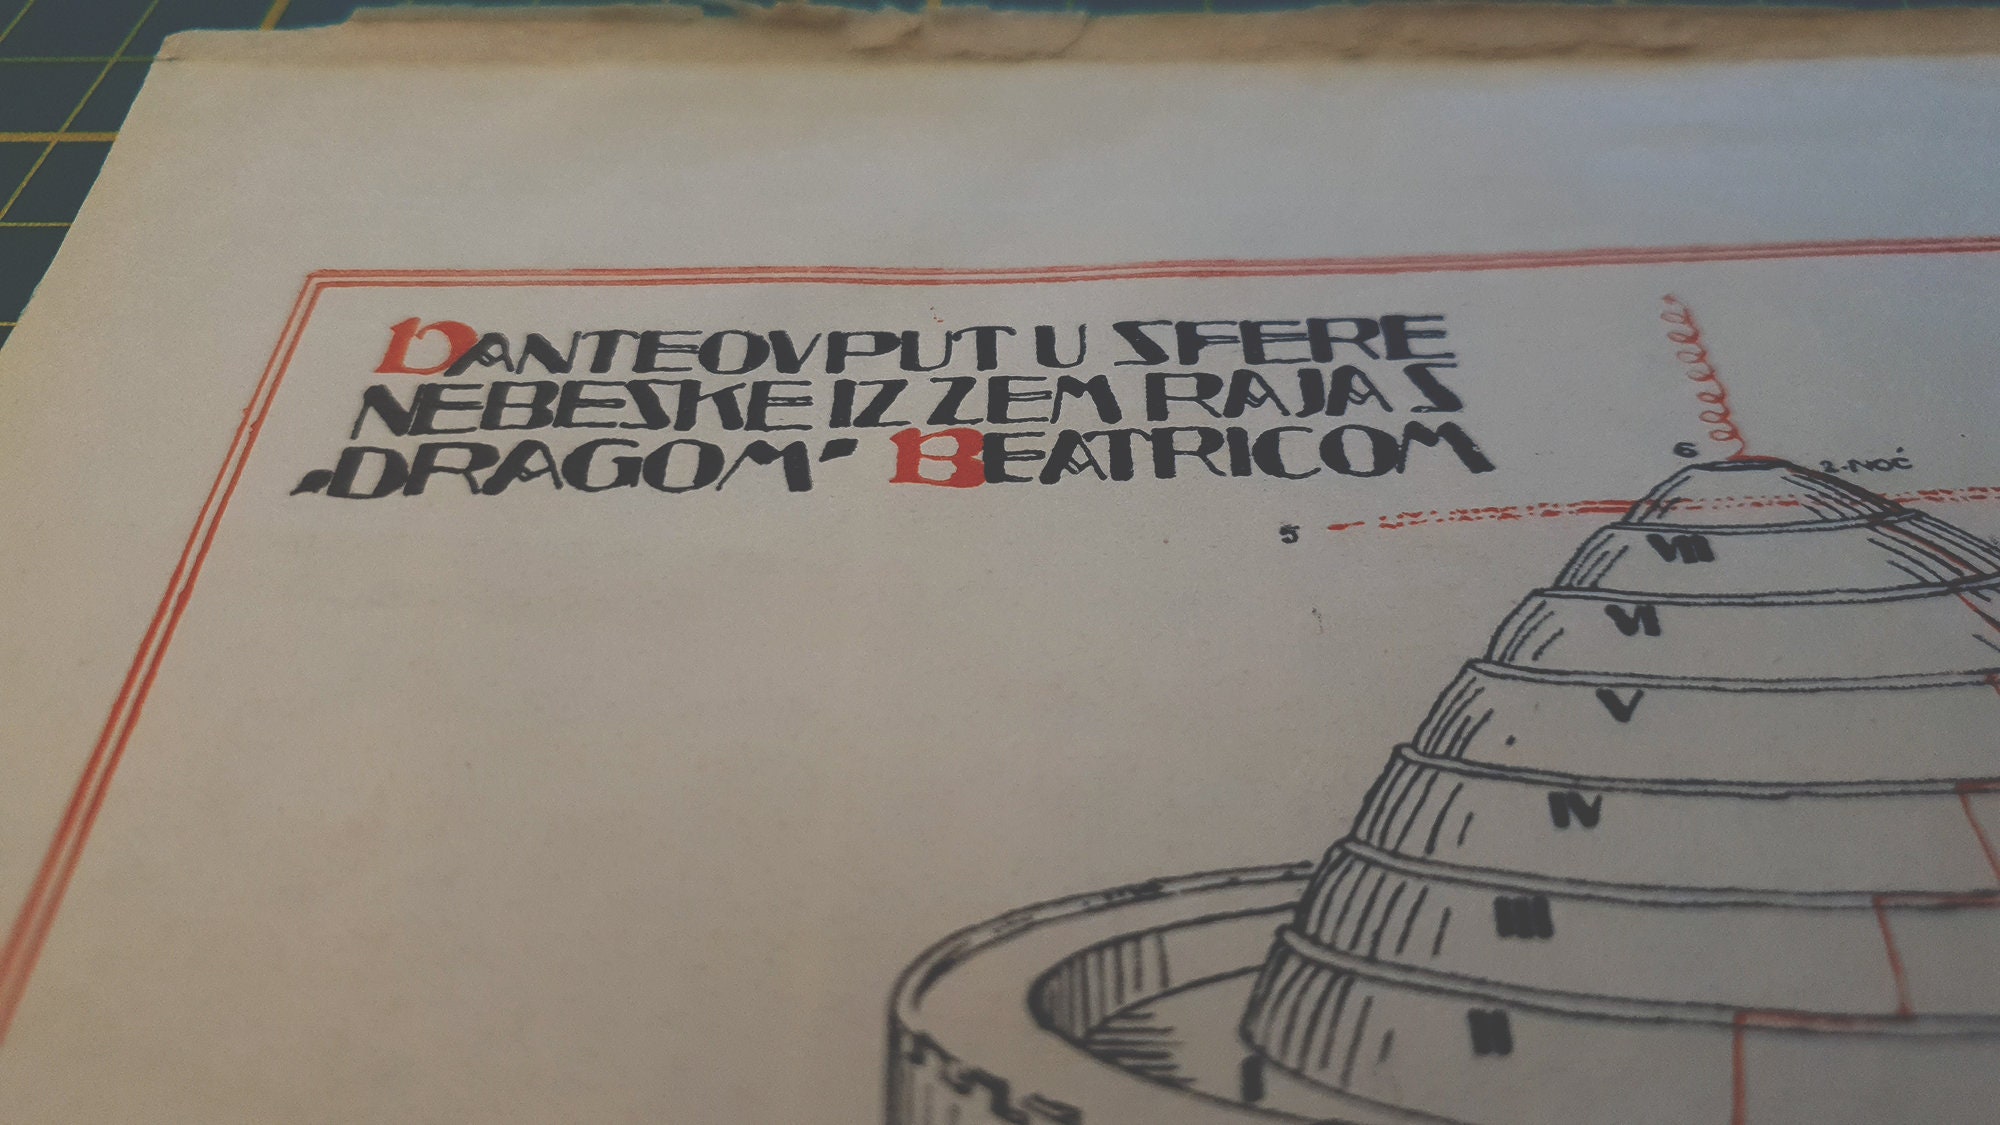 DANTEOV PUT U SFERE
NEBESKE IZ ZEM RAJA S
„DRAGOM” BEATRICOM
6
2. NOĆ
5
VII
VI
V
IV
III
II
I